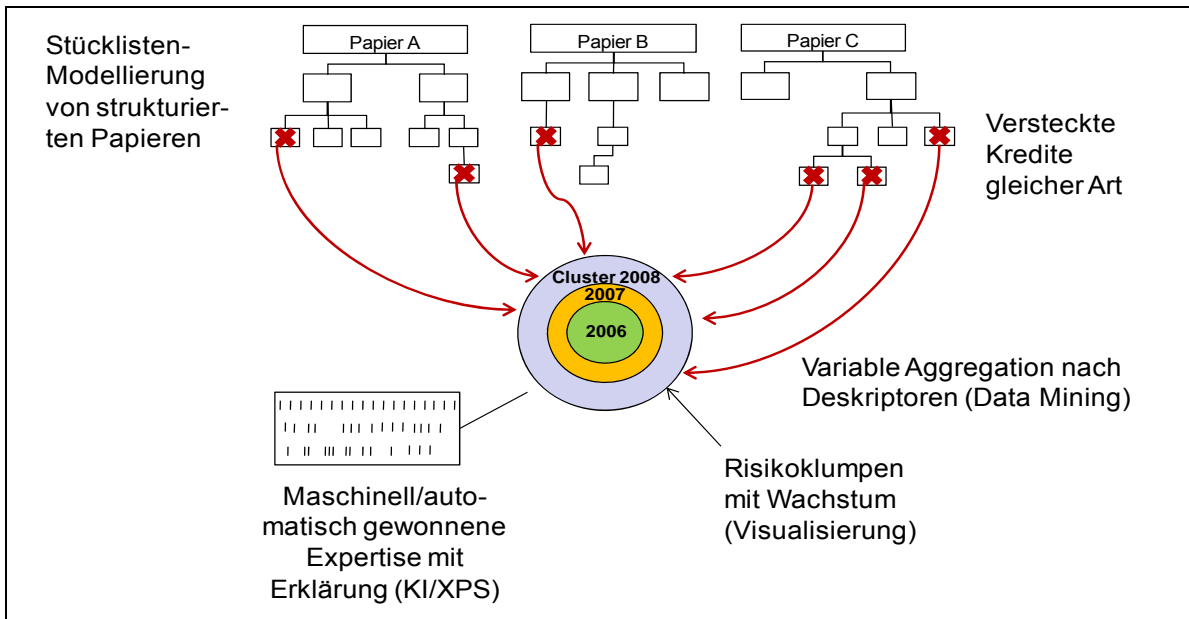 Stücklisten-
Modellierung
von strukturier-
ten Papieren
Papier A
Papier B
Papier C
Versteckte
Kredite
gleicher Art
Cluster 2008
2007
2006
Variable Aggregation nach
Deskriptoren (Data Mining)
Risikoklumpen
mit Wachstum
(Visualisierung)
Maschinell/auto-
matisch gewonnene
Expertise mit
Erklärung (KI/XPS)